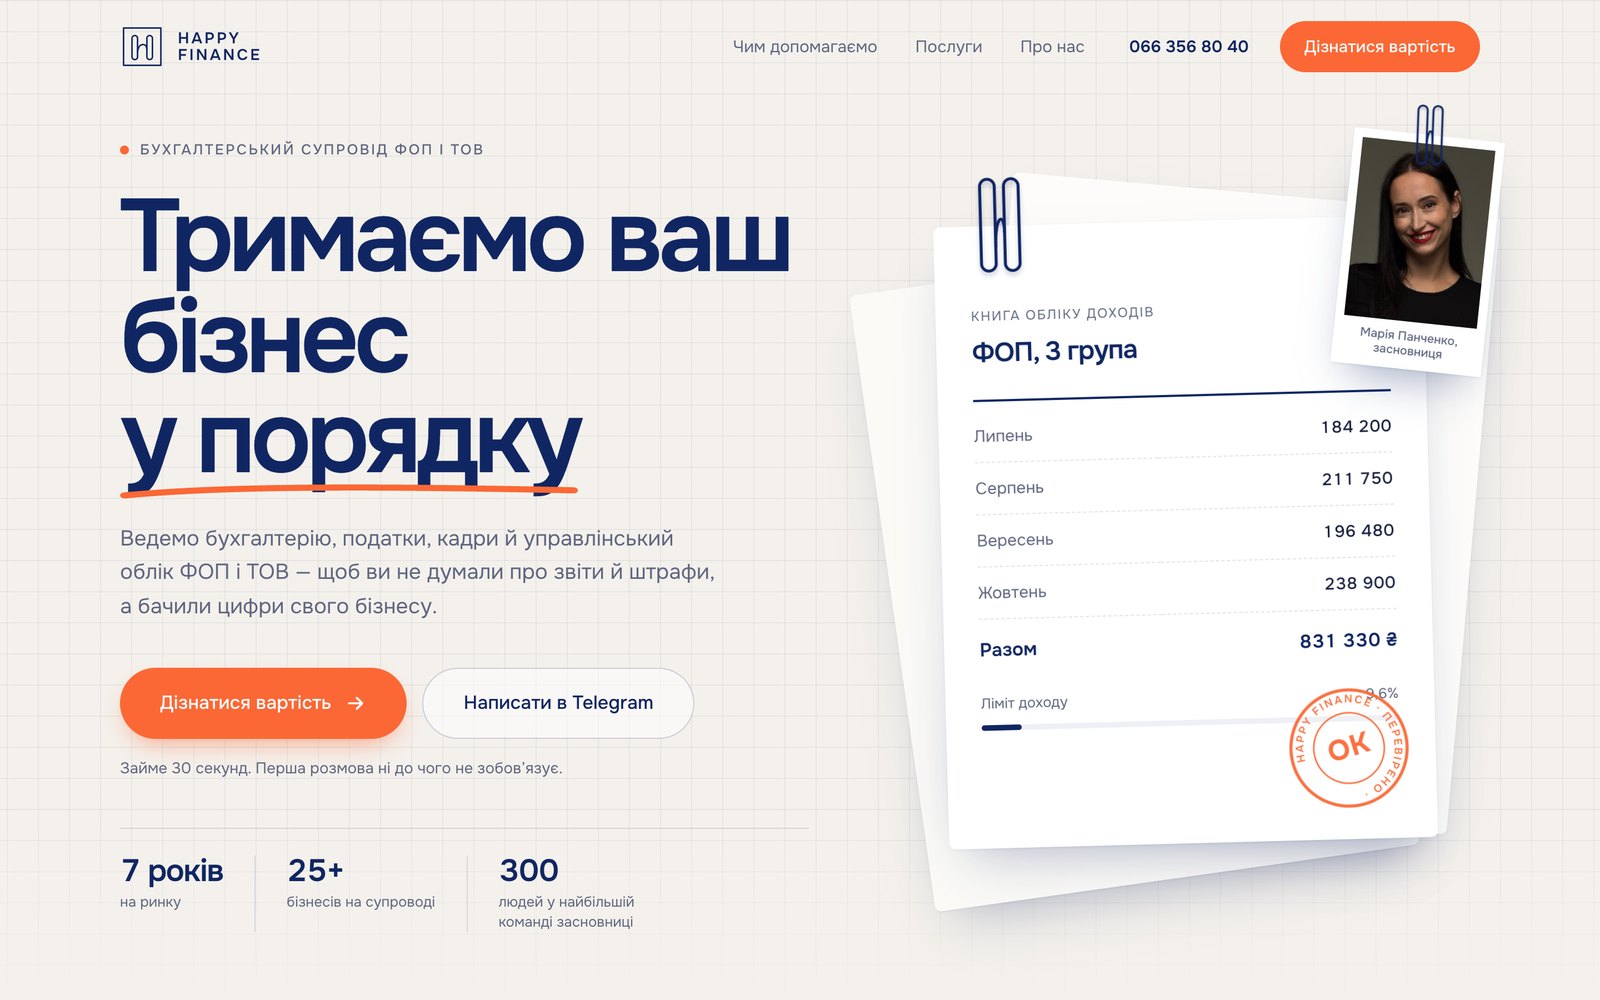 HAPPY
FINANCE
Чим допомагаємо
Послуги
Про нас
066 356 80 40
Дізнатися вартість
БУХГАЛТЕРСЬКИЙ СУПРОВІД ФОП І ТОВ
Тримаємо ваш
бізнес
у порядку
Ведемо бухгалтерію, податки, кадри й управлінський
облік ФОП і ТОВ — щоб ви не думали про звіти й штрафи,
а бачили цифри свого бізнесу.
Дізнатися вартість →
Написати в Telegram
Займе 30 секунд. Перша розмова ні до чого не зобов’язує.
7 років
на ринку
25+
бізнесів на супроводі
300
людей у найбільшій
команді засновниці
Марія Панченко,
засновниця
КНИГА ОБЛІКУ ДОХОДІВ
ФОП, 3 група
Липень 184 200
Серпень 211 750
Вересень 196 480
Жовтень 238 900
Разом 831 330 ₴
Ліміт доходу 9,6%
HAPPY FINANCE · ПЕРЕВІРЕНО ·
ОК